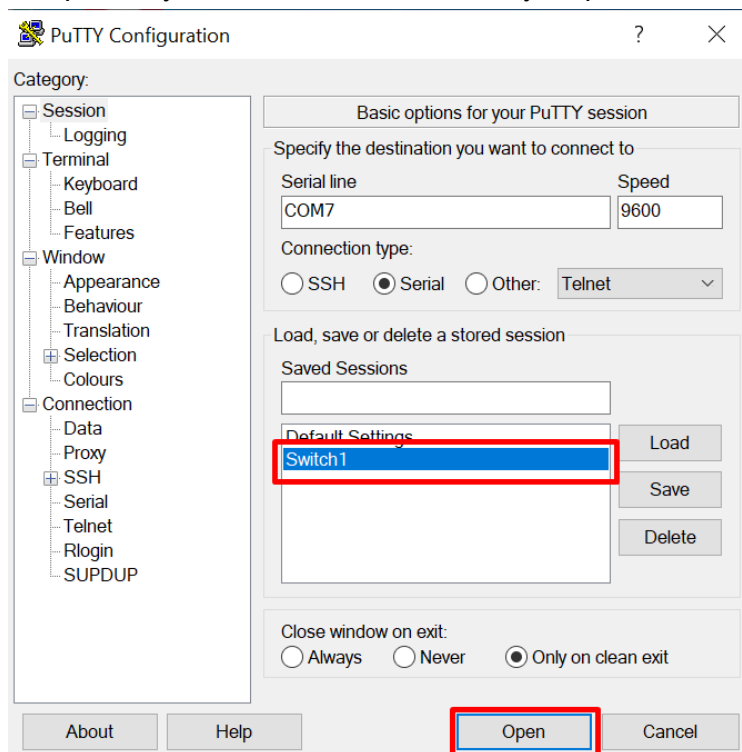 PuTTY Configuration
?
Category:
Session
Logging
Terminal
Keyboard
Bell
Features
Window
Appearance
Behaviour
Translation
Selection
Colours
Connection
Data
Proxy
SSH
Serial
Telnet
Rlogin
SUPDUP
Basic options for your PuTTY session
Specify the destination you want to connect to
Serial line
Speed
COM7
9600
Connection type:
SSH
Serial
Other:
Telnet
Load, save or delete a stored session
Saved Sessions
Default Settings
Switch1
Load
Save
Delete
Close window on exit:
Always
Never
Only on clean exit
About
Help
Open
Cancel